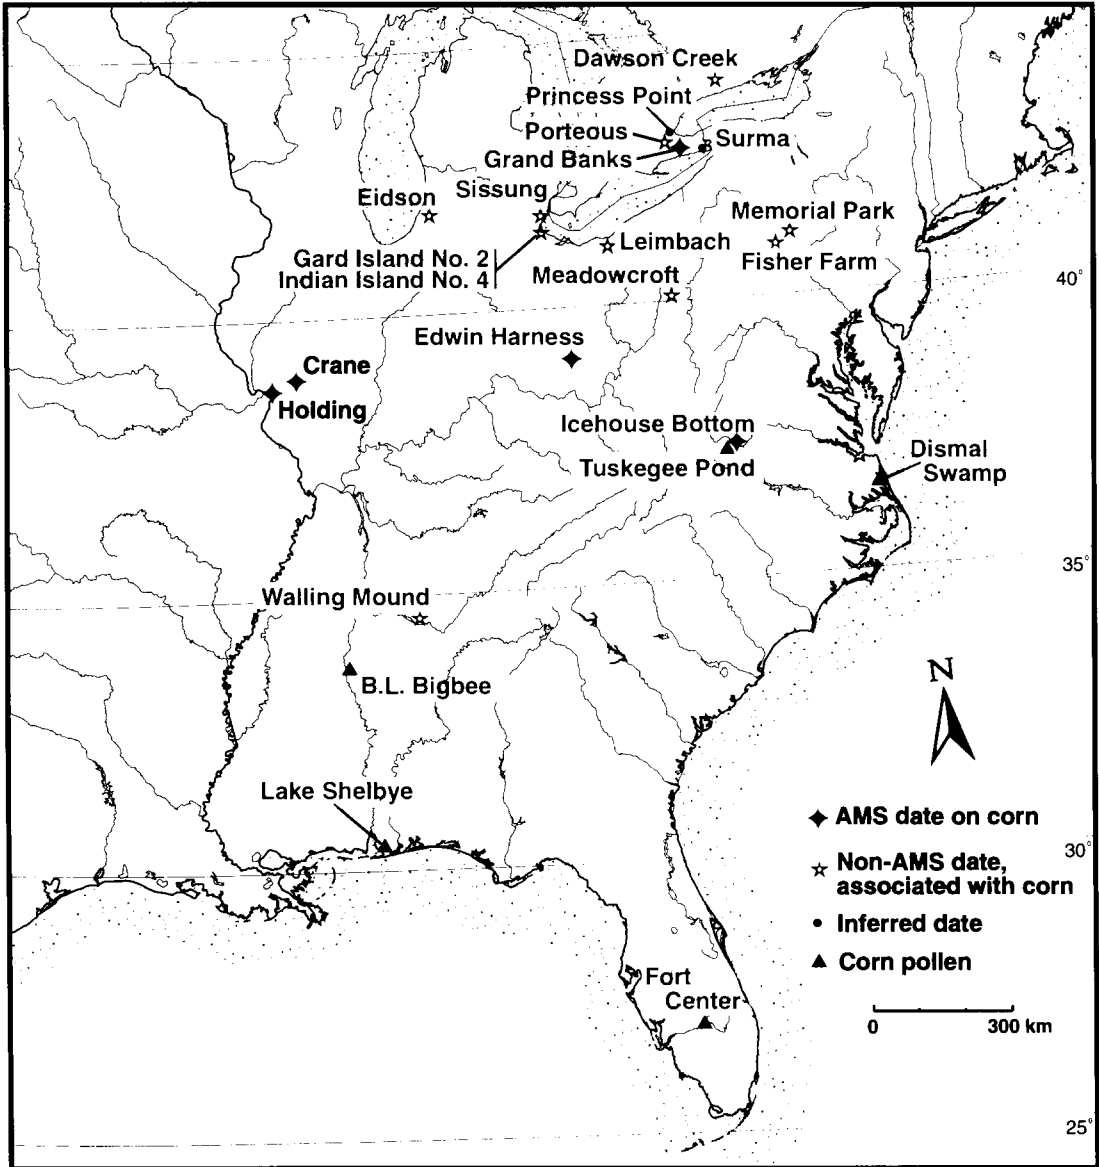 Dawson Creek
Princess Point
Porteous
Surma
Grand Banks
Sissung
Eidson
Memorial Park
Leimbach
Gard Island No. 2
Indian Island No. 4
Fisher Farm
Meadowcroft
40°
Edwin Harness
Crane
Holding
Icehouse Bottom
Tuskegee Pond
Dismal
Swamp
35°
Walling Mound
B.L. Bigbee
N
Lake Shelbye
AMS date on corn
30°
Non-AMS date,
associated with corn
Inferred date
Corn pollen
Fort
Center
0 300 km
25°